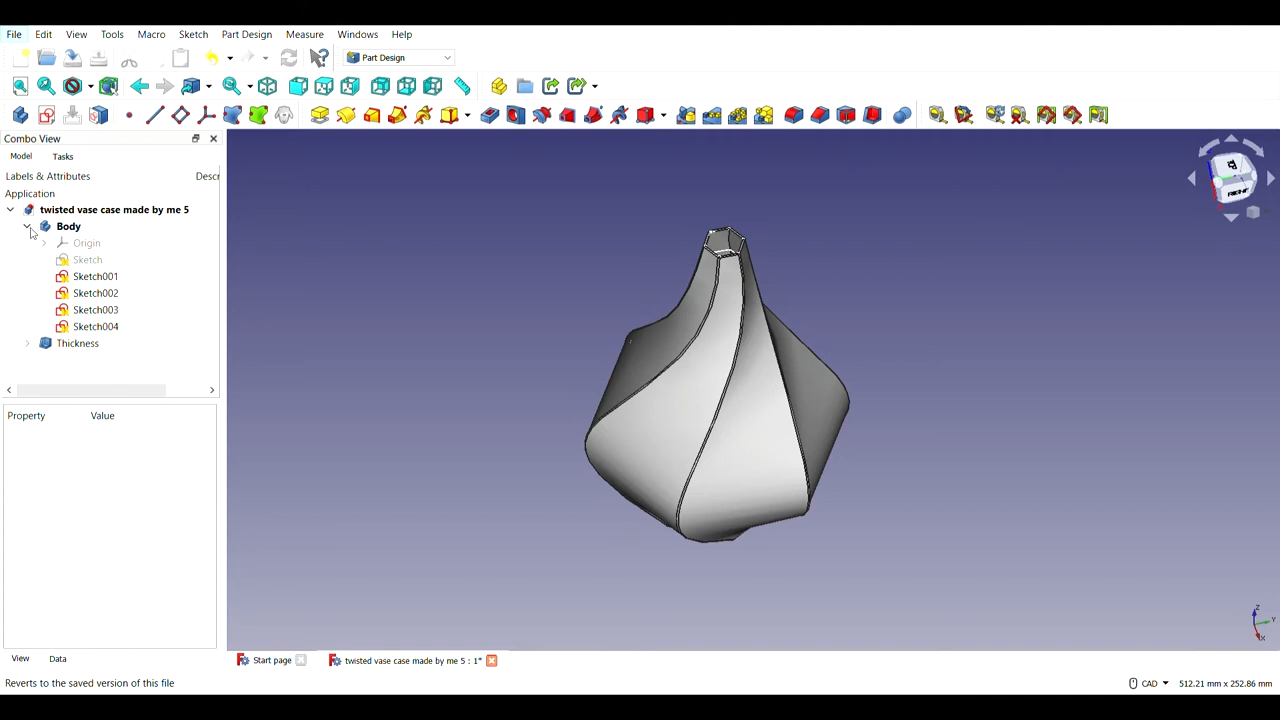 File Edit View Tools Macro Sketch Part Design Measure Windows Help
Part Design
Combo View
Model Tasks
Labels & Attributes Descr
Application
twisted vase case made by me 5
Body
Origin
Sketch
Sketch001
Sketch002
Sketch003
Sketch004
Thickness
Property Value
RIGHT
Z
Y
X
View Data
Start page
twisted vase case made by me 5 : 1*
Reverts to the saved version of this file
CAD
512.21 mm x 252.86 mm